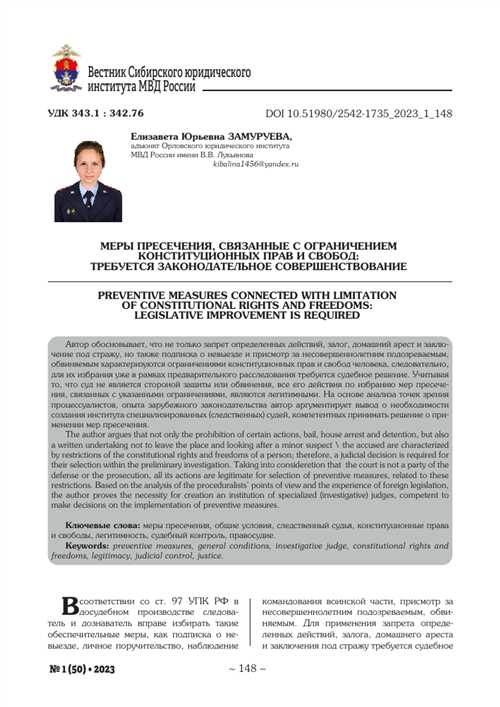 Вестник Сибирского юридического
института МВД России
УДК 343.1 : 342.76
DOI 10.51980/2542-1735_2023_1_148
Елизавета Юрьевна ЗАМУРУЕВА,
адъюнкт Орловского юридического института
МВД России имени В.В. Лукьянова
kibalina1456@yandex.ru
МЕРЫ ПРЕСЕЧЕНИЯ, СВЯЗАННЫЕ С ОГРАНИЧЕНИЕМ
КОНСТИТУЦИОННЫХ ПРАВ И СВОБОД:
ТРЕБУЕТСЯ ЗАКОНОДАТЕЛЬНОЕ СОВЕРШЕНСТВОВАНИЕ
PREVENTIVE MEASURES CONNECTED WITH LIMITATION
OF CONSTITUTIONAL RIGHTS AND FREEDOMS:
LEGISLATIVE IMPROVEMENT IS REQUIRED
Автор обосновывает, что не только запрет определенных действий, залог, домашний арест и заклю-
чение под стражу, но также подписка о невыезде и присмотр за несовершеннолетним подозреваемым,
обвиняемым характеризуются ограничениями конституционных прав и свобод человека, следовательно,
для их избрания уже в рамках предварительного расследования требуется судебное решение. Учитывая
то, что суд не является стороной защиты или обвинения, все его действия по избранию мер пресече-
ния, связанных с указанными ограничениями, являются легитимными. На основе анализа точек зрения
процессуалистов, опыта зарубежного законодательства автор аргументирует вывод о необходимости
создания института специализированных (следственных) судей, компетентных принимать решение о при-
менении мер пресечения.
The author argues that not only the prohibition of certain actions, bail, house arrest and detention, but also
a written undertaking not to leave the place and looking after a minor suspect \ the accused are characterized
by restrictions of the constitutional rights and freedoms of a person; therefore, a judicial decision is required for
their selection within the preliminary investigation. Taking into consideretion that  the court is not a party of the
defense or the prosecution, all its actions are legitimate for selection of preventive measures, related to these
restrictions. Based on the analysis of the proceduralists' points of view and the experience of foreign legislation,
the author proves the necessity for creation an institution of specialized (investigative) judges, competent to
make decisions on the implementation of preventive measures.
Ключевые слова: меры пресечения, общие условия, следственный судья, конституционные права
и свободы, легитимность, судебный контроль, правосудие.
Keywords: preventive measures, general conditions, investigative judge, constitutional rights and
freedoms, legitimacy, judicial control, justice.
В соответствии со ст. 97 УПК РФ в
досудебном производстве следова-
тель и дознаватель вправе избирать такие
обеспечительные меры, как подписка о не-
выезде, личное поручительство, наблюдение
командования воинской части, присмотр за
несовершеннолетним подозреваемым, обви-
няемым. Для применения запрета опреде-
ленных действий, залога, домашнего ареста
и заключения под стражу требуется судебное
№ 1 (50) • 2023
~ 148 ~